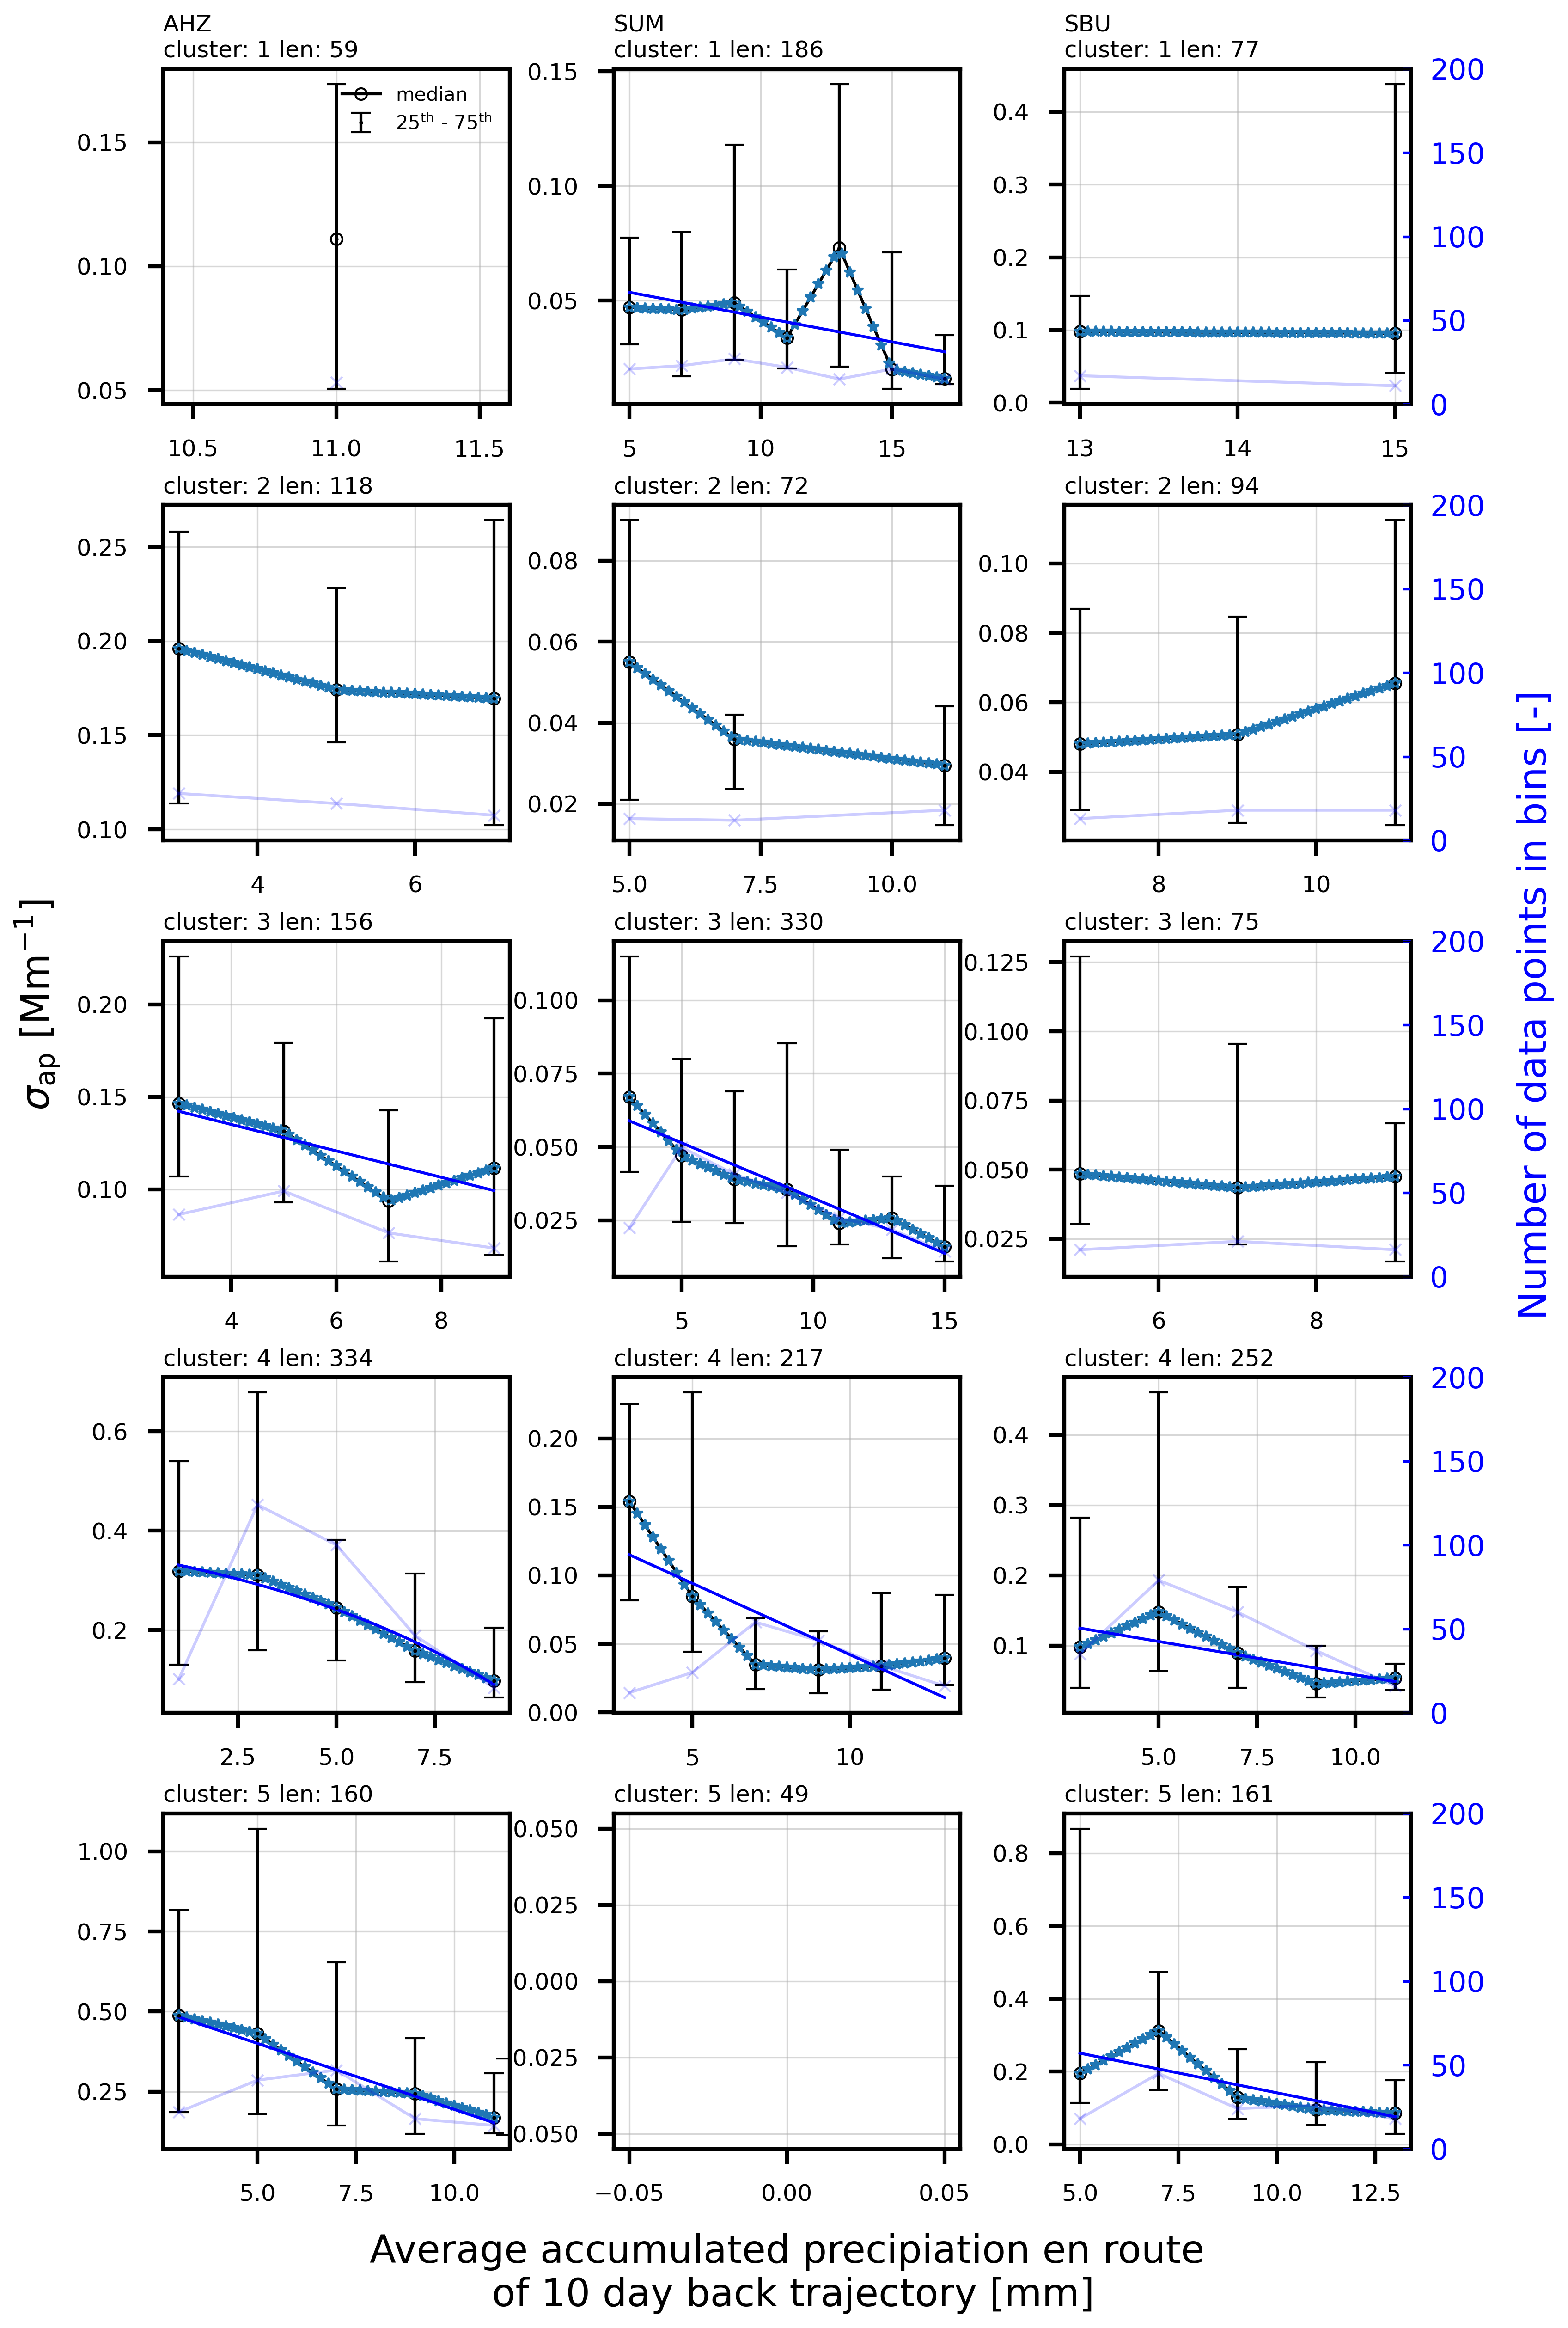 AHZ
cluster: 1 len: 59
SUM
cluster: 1 len: 186
SBU
cluster: 1 len: 77
median
25th - 75th
0.15
0.10
0.05
10.5 11.0 11.5
0.15
0.10
0.05
5 10 15
0.4
0.3
0.2
0.1
0.0
13 14 15
200
150
100
50
0
cluster: 2 len: 118
0.25
0.20
0.15
0.10
4 6
cluster: 2 len: 72
0.08
0.06
0.04
0.02
5.0 7.5 10.0
cluster: 2 len: 94
0.10
0.08
0.06
0.04
8 10
200
150
100
50
0
cluster: 3 len: 156
0.20
0.15
0.10
4 6 8
cluster: 3 len: 330
0.100
0.075
0.050
0.025
5 10 15
cluster: 3 len: 75
0.125
0.100
0.075
0.050
0.025
6 8
200
150
100
50
0
cluster: 4 len: 334
0.6
0.4
0.2
2.5 5.0 7.5
cluster: 4 len: 217
0.20
0.15
0.10
0.05
0.00
5 10
cluster: 4 len: 252
0.4
0.3
0.2
0.1
5.0 7.5 10.0
200
150
100
50
0
cluster: 5 len: 160
1.00
0.75
0.50
0.25
5.0 7.5 10.0
cluster: 5 len: 49
0.050
0.025
0.000
−0.025
−0.050
−0.05 0.00 0.05
cluster: 5 len: 161
0.8
0.6
0.4
0.2
0.0
5.0 7.5 10.0 12.5
200
150
100
50
0
σap [Mm−1]
Number of data points in bins [-]
Average accumulated precipiation en route
of 10 day back trajectory [mm]